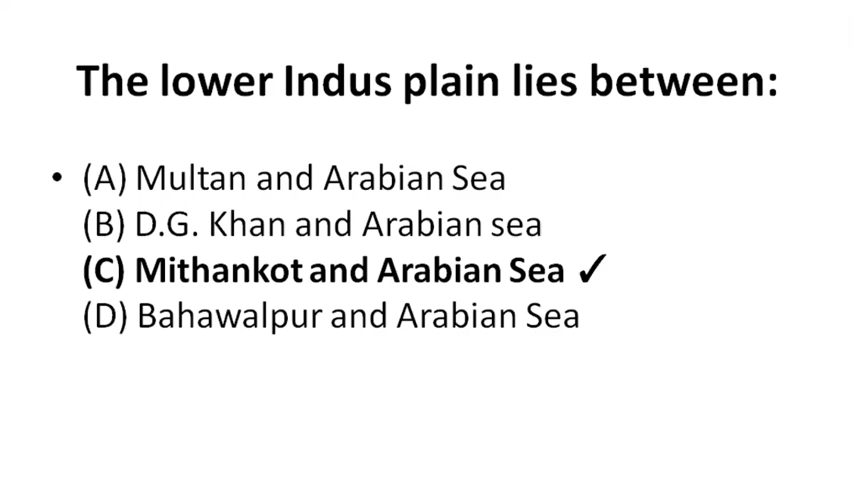 The lower Indus plain lies between:
• (A) Multan and Arabian Sea
(B) D.G. Khan and Arabian sea
(C) Mithankot and Arabian Sea ✓
(D) Bahawalpur and Arabian Sea